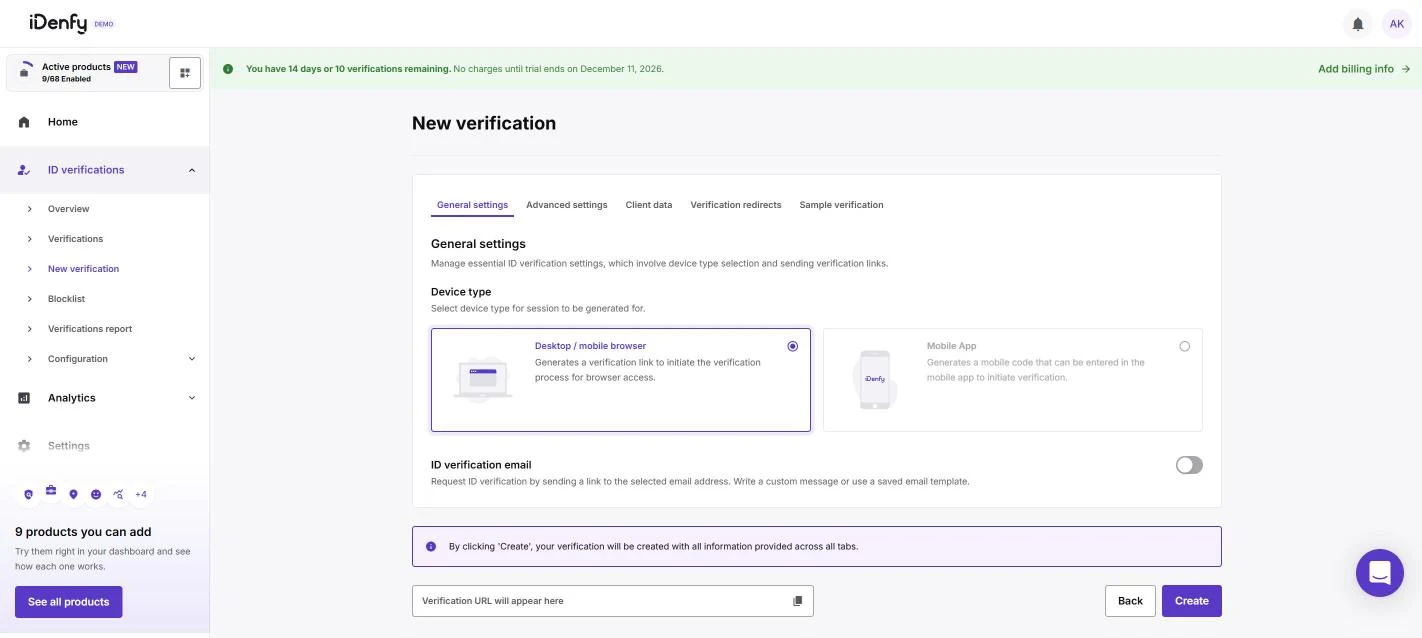 iDenfy DEMO
AK
Active products NEW
9/68 Enabled
You have 14 days or 10 verifications remaining. No charges until trial ends on December 11, 2026.
Add billing info
Home
ID verifications
Overview
Verifications
New verification
Blocklist
Verifications report
Configuration
Analytics
Settings
+4
9 products you can add
Try them right in your dashboard and see
how each one works.
See all products
New verification
General settings
Advanced settings
Client data
Verification redirects
Sample verification
General settings
Manage essential ID verification settings, which involve device type selection and sending verification links.
Device type
Select device type for session to be generated for.
Desktop / mobile browser
Generates a verification link to initiate the verification
process for browser access.
iDenfy
Mobile App
Generates a mobile code that can be entered in the
mobile app to initiate verification.
ID verification email
Request ID verification by sending a link to the selected email address. Write a custom message or use a saved email template.
By clicking 'Create', your verification will be created with all information provided across all tabs.
Verification URL will appear here
Back
Create